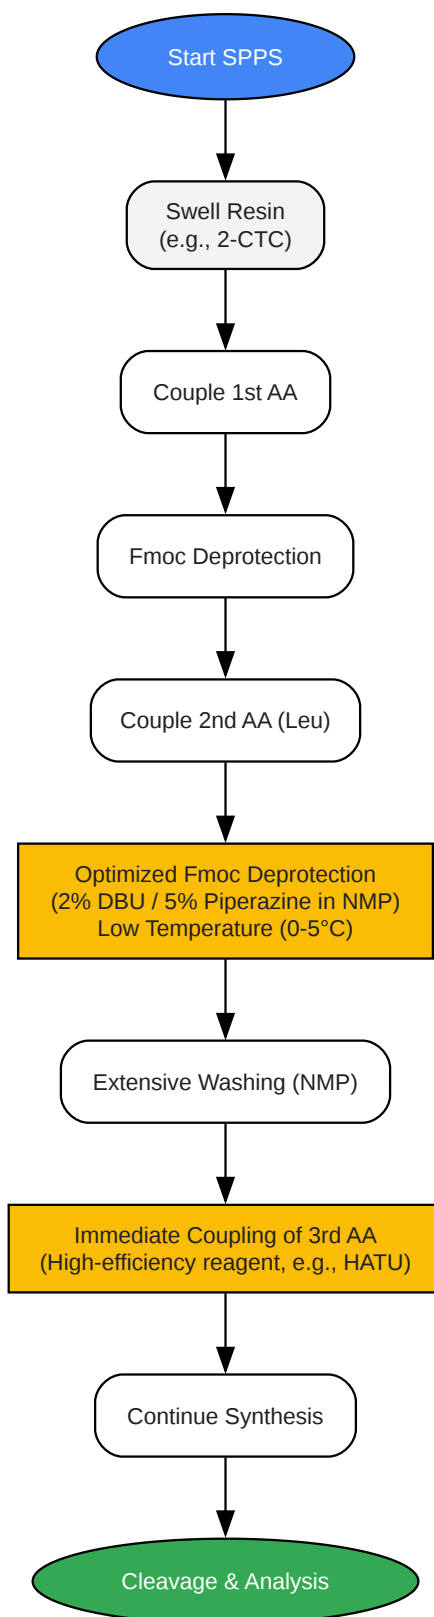 Start SPPS
Swell Resin
(e.g., 2-CTC)
Couple 1st AA
Fmoc Deprotection
Couple 2nd AA (Leu)
Optimized Fmoc Deprotection
(2% DBU / 5% Piperazine in NMP)
Low Temperature (0-5°C)
Extensive Washing (NMP)
Immediate Coupling of 3rd AA
(High-efficiency reagent, e.g., HATU)
Continue Synthesis
Cleavage & Analysis